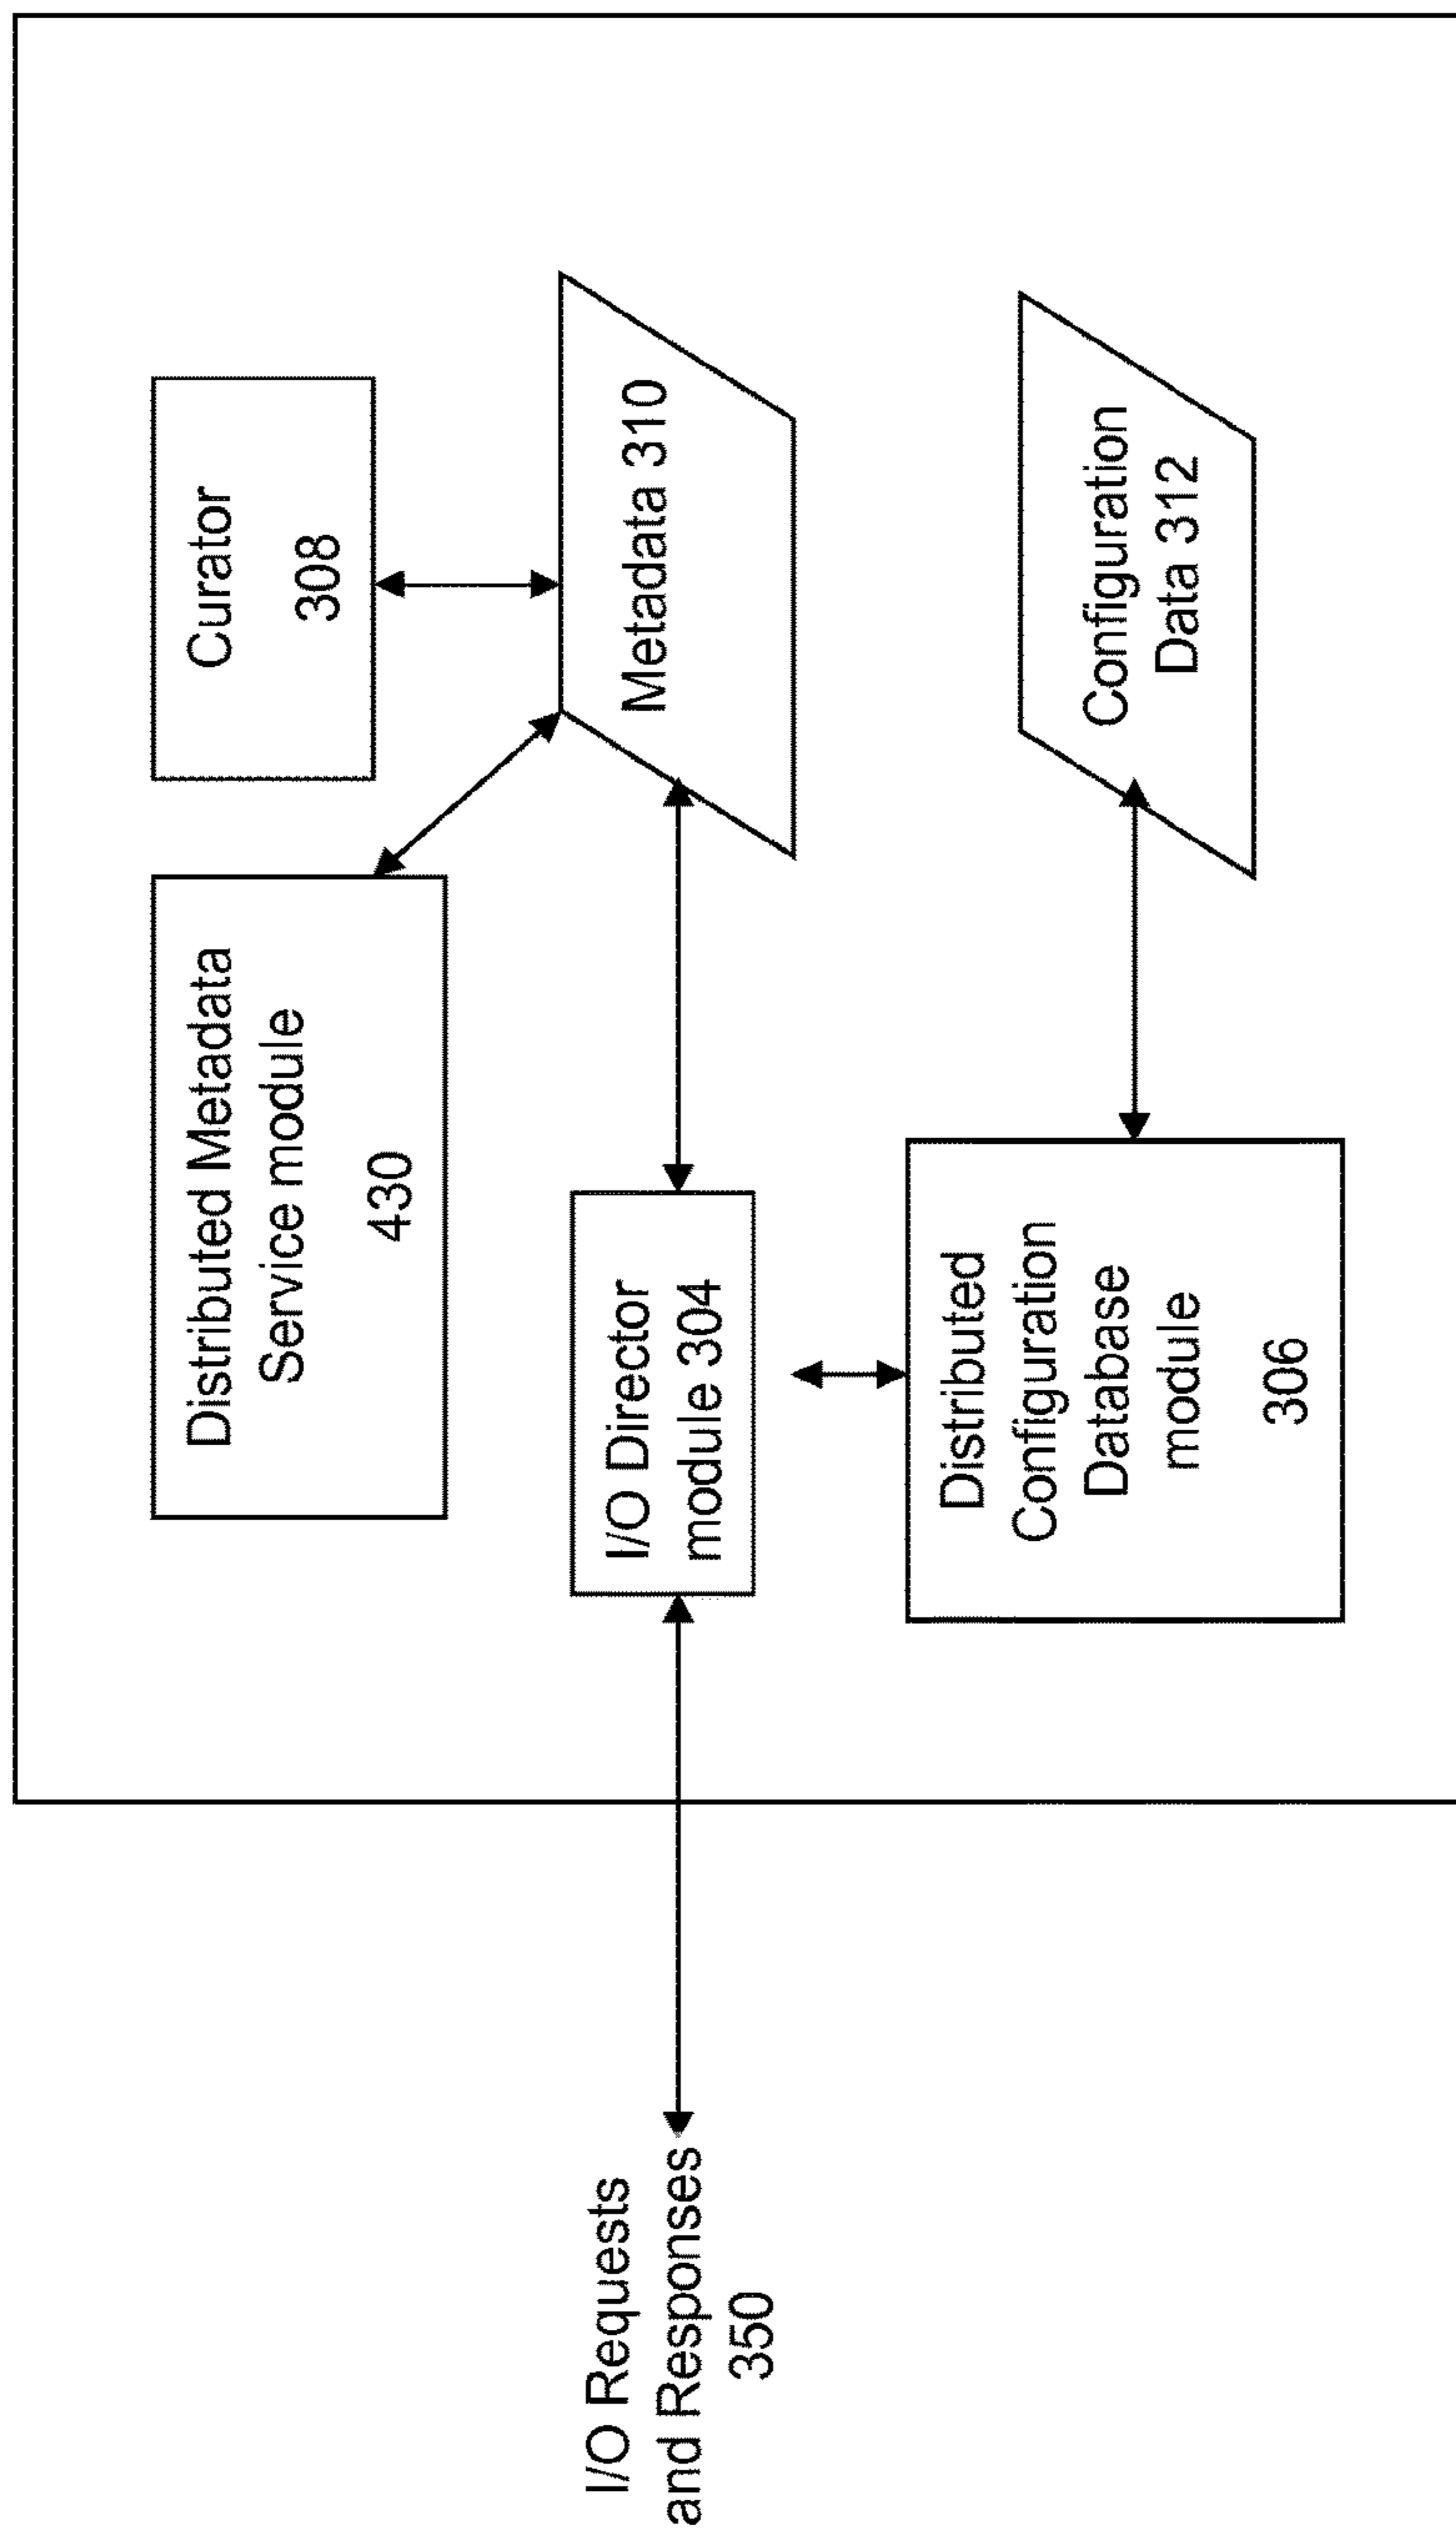 Distributed Metadata
Service module
430
Curator
308
I/O Requests
and Responses
350
I/O Director
module 304
Metadata 310
Distributed
Configuration
Database
module
306
Configuration
Data 312